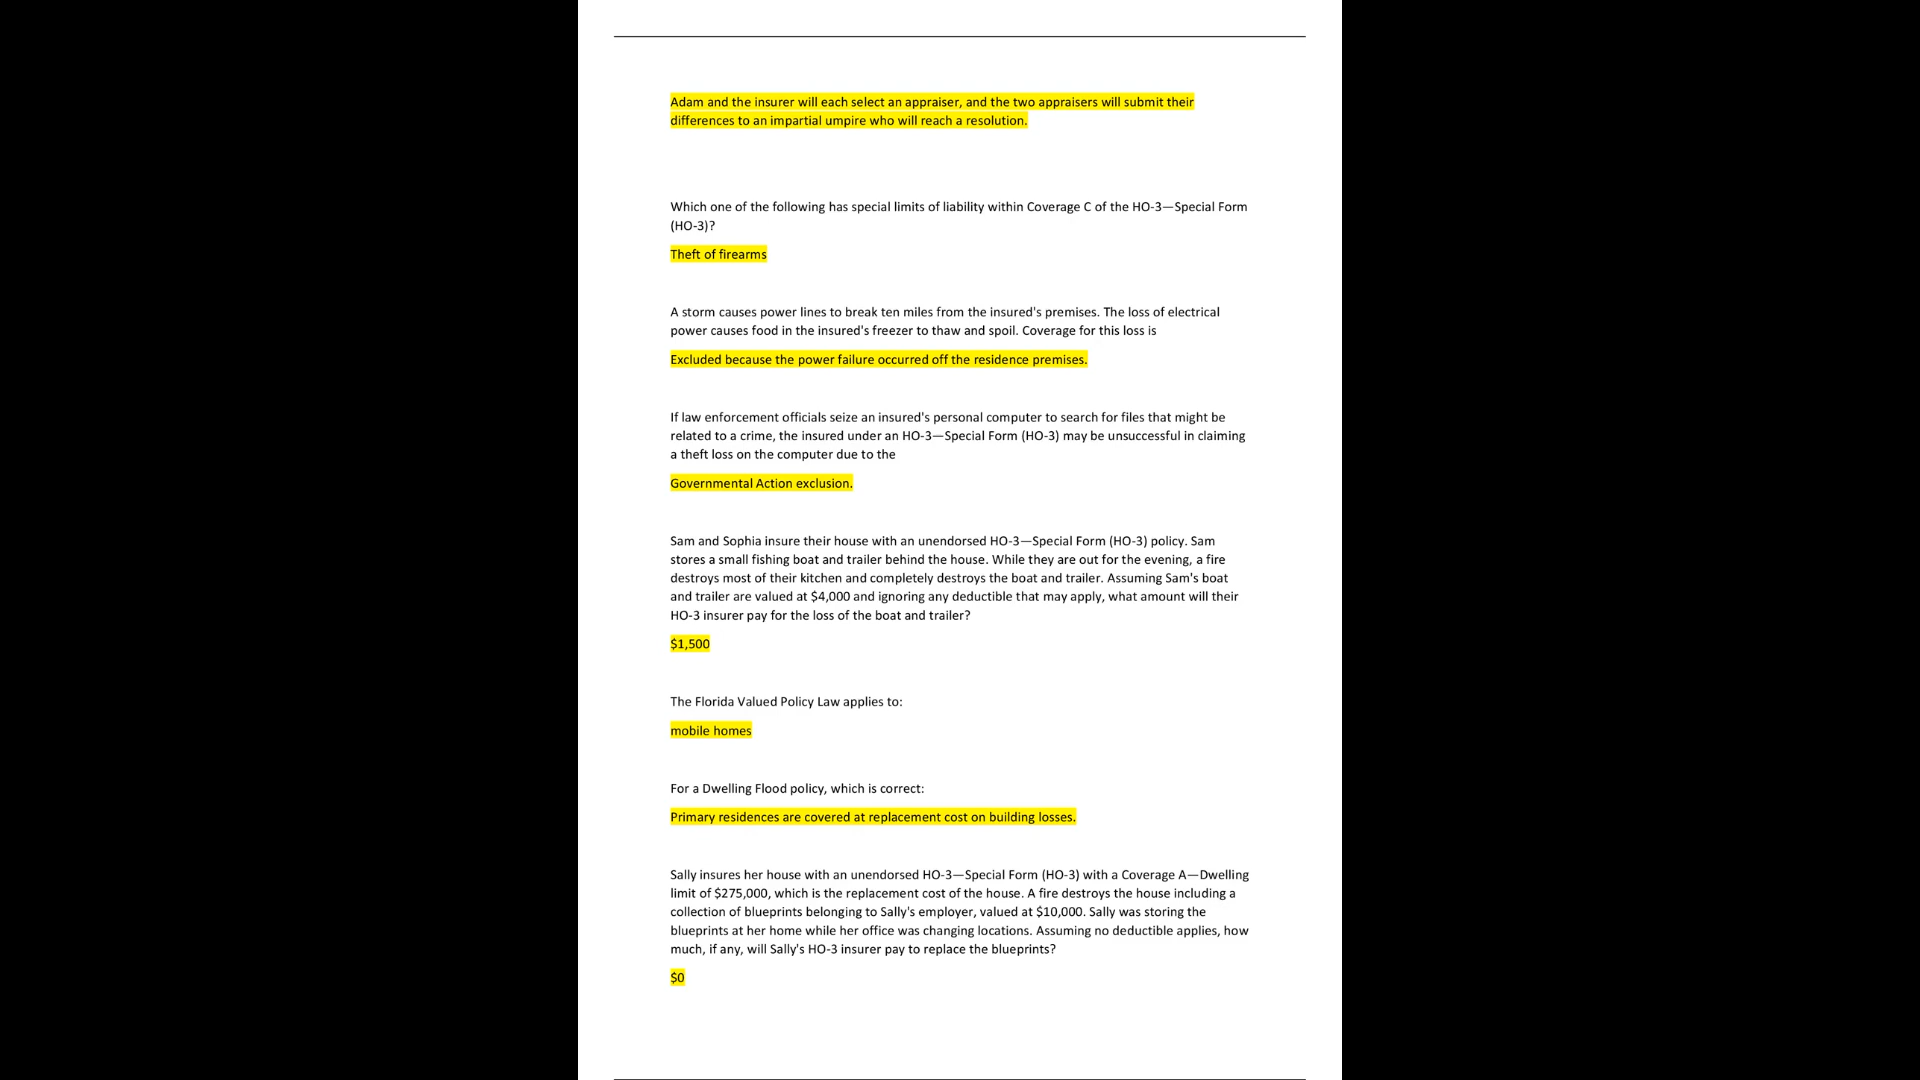 Adam and the insurer will each select an appraiser, and the two appraisers will submit their
differences to an impartial umpire who will reach a resolution.
Which one of the following has special limits of liability within Coverage C of the HO-3—Special Form
(HO-3)?
Theft of firearms
A storm causes power lines to break ten miles from the insured's premises. The loss of electrical
power causes food in the insured's freezer to thaw and spoil. Coverage for this loss is
Excluded because the power failure occurred off the residence premises.
If law enforcement officials seize an insured's personal computer to search for files that might be
related to a crime, the insured under an HO-3—Special Form (HO-3) may be unsuccessful in claiming
a theft loss on the computer due to the
Governmental Action exclusion.
Sam and Sophia insure their house with an unendorsed HO-3—Special Form (HO-3) policy. Sam
stores a small fishing boat and trailer behind the house. While they are out for the evening, a fire
destroys most of their kitchen and completely destroys the boat and trailer. Assuming Sam's boat
and trailer are valued at $4,000 and ignoring any deductible that may apply, what amount will their
HO-3 insurer pay for the loss of the boat and trailer?
$1,500
The Florida Valued Policy Law applies to:
mobile homes
For a Dwelling Flood policy, which is correct:
Primary residences are covered at replacement cost on building losses.
Sally insures her house with an unendorsed HO-3—Special Form (HO-3) with a Coverage A—Dwelling
limit of $275,000, which is the replacement cost of the house. A fire destroys the house including a
collection of blueprints belonging to Sally's employer, valued at $10,000. Sally was storing the
blueprints at her home while her office was changing locations. Assuming no deductible applies, how
much, if any, will Sally's HO-3 insurer pay to replace the blueprints?
$0